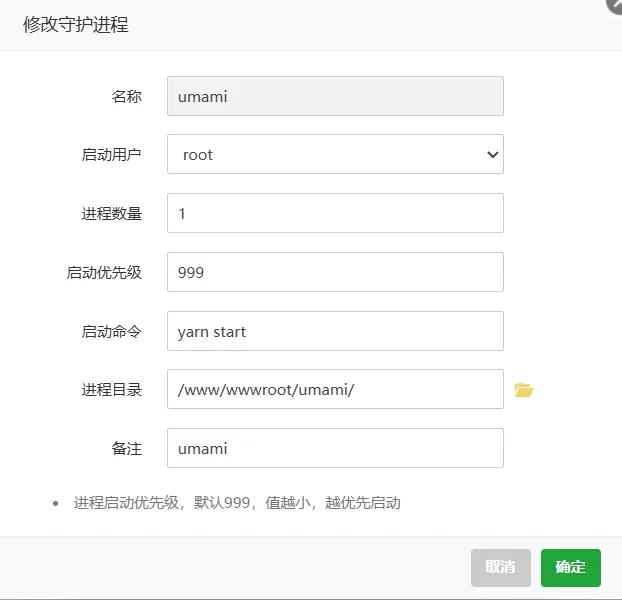 修改守护进程
名称 umami
启动用户 root
进程数量 1
启动优先级 999
启动命令 yarn start
进程目录 /www/wwwroot/umami/
备注 umami
进程启动优先级，默认999，值越小，越优先启动
取消 确定